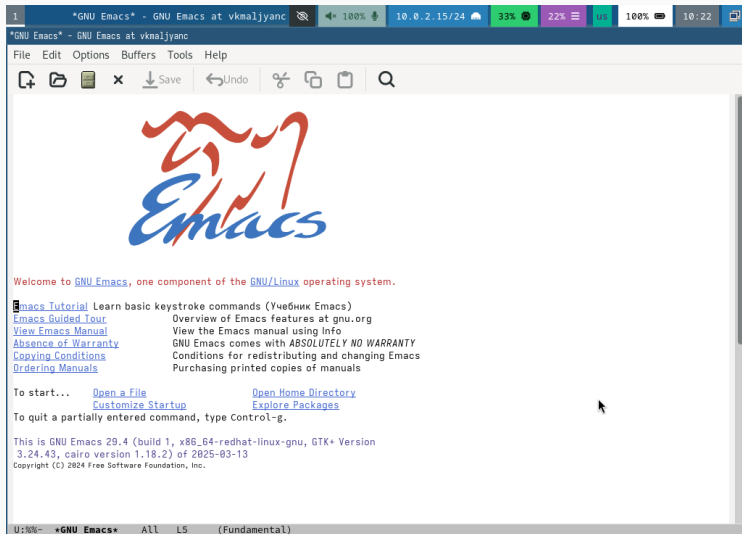 1 *GNU Emacs* - GNU Emacs at vkmaljyanc 100% 10.0.2.15/24 33% 22% us 100% 10:22
*GNU Emacs* - GNU Emacs at vkmaljyanc
File Edit Options Buffers Tools Help
Save Undo
Emacs
Welcome to GNU Emacs, one component of the GNU/Linux operating system.
Emacs Tutorial Learn basic keystroke commands (Учебник Emacs)
Emacs Guided Tour Overview of Emacs features at gnu.org
View Emacs Manual View the Emacs manual using Info
Absence of Warranty GNU Emacs comes with ABSOLUTELY NO WARRANTY
Copying Conditions Conditions for redistributing and changing Emacs
Ordering Manuals Purchasing printed copies of manuals
To start... Open a File Open Home Directory
Customize Startup Explore Packages
To quit a partially entered command, type Control-g.
This is GNU Emacs 29.4 (build 1, x86_64-redhat-linux-gnu, GTK+ Version
3.24.43, cairo version 1.18.2) of 2025-03-13
Copyright (C) 2024 Free Software Foundation, Inc.
U:%%- *GNU Emacs* All L5 (Fundamental)